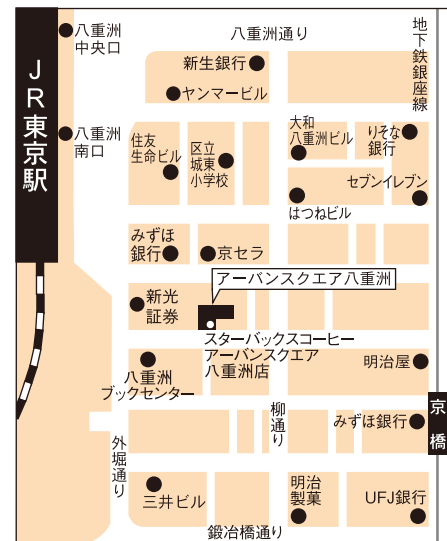 八重洲
中央口
八重洲通り
地下鉄銀座線
新生銀行
ヤンマービル
JR東京駅
八重洲
南口
住友
生命ビル
区立
城東
小学校
大和
八重洲ビル
りそな
銀行
セブンイレブン
はつねビル
みずほ
銀行
京セラ
アーバンスクエア八重洲
新光
証券
スターバックスコーヒー
アーバンスクエア
八重洲店
八重洲
ブックセンター
明治屋
柳通り
みずほ銀行
京橋
外堀通り
三井ビル
明治
製菓
UFJ銀行
鍛冶橋通り